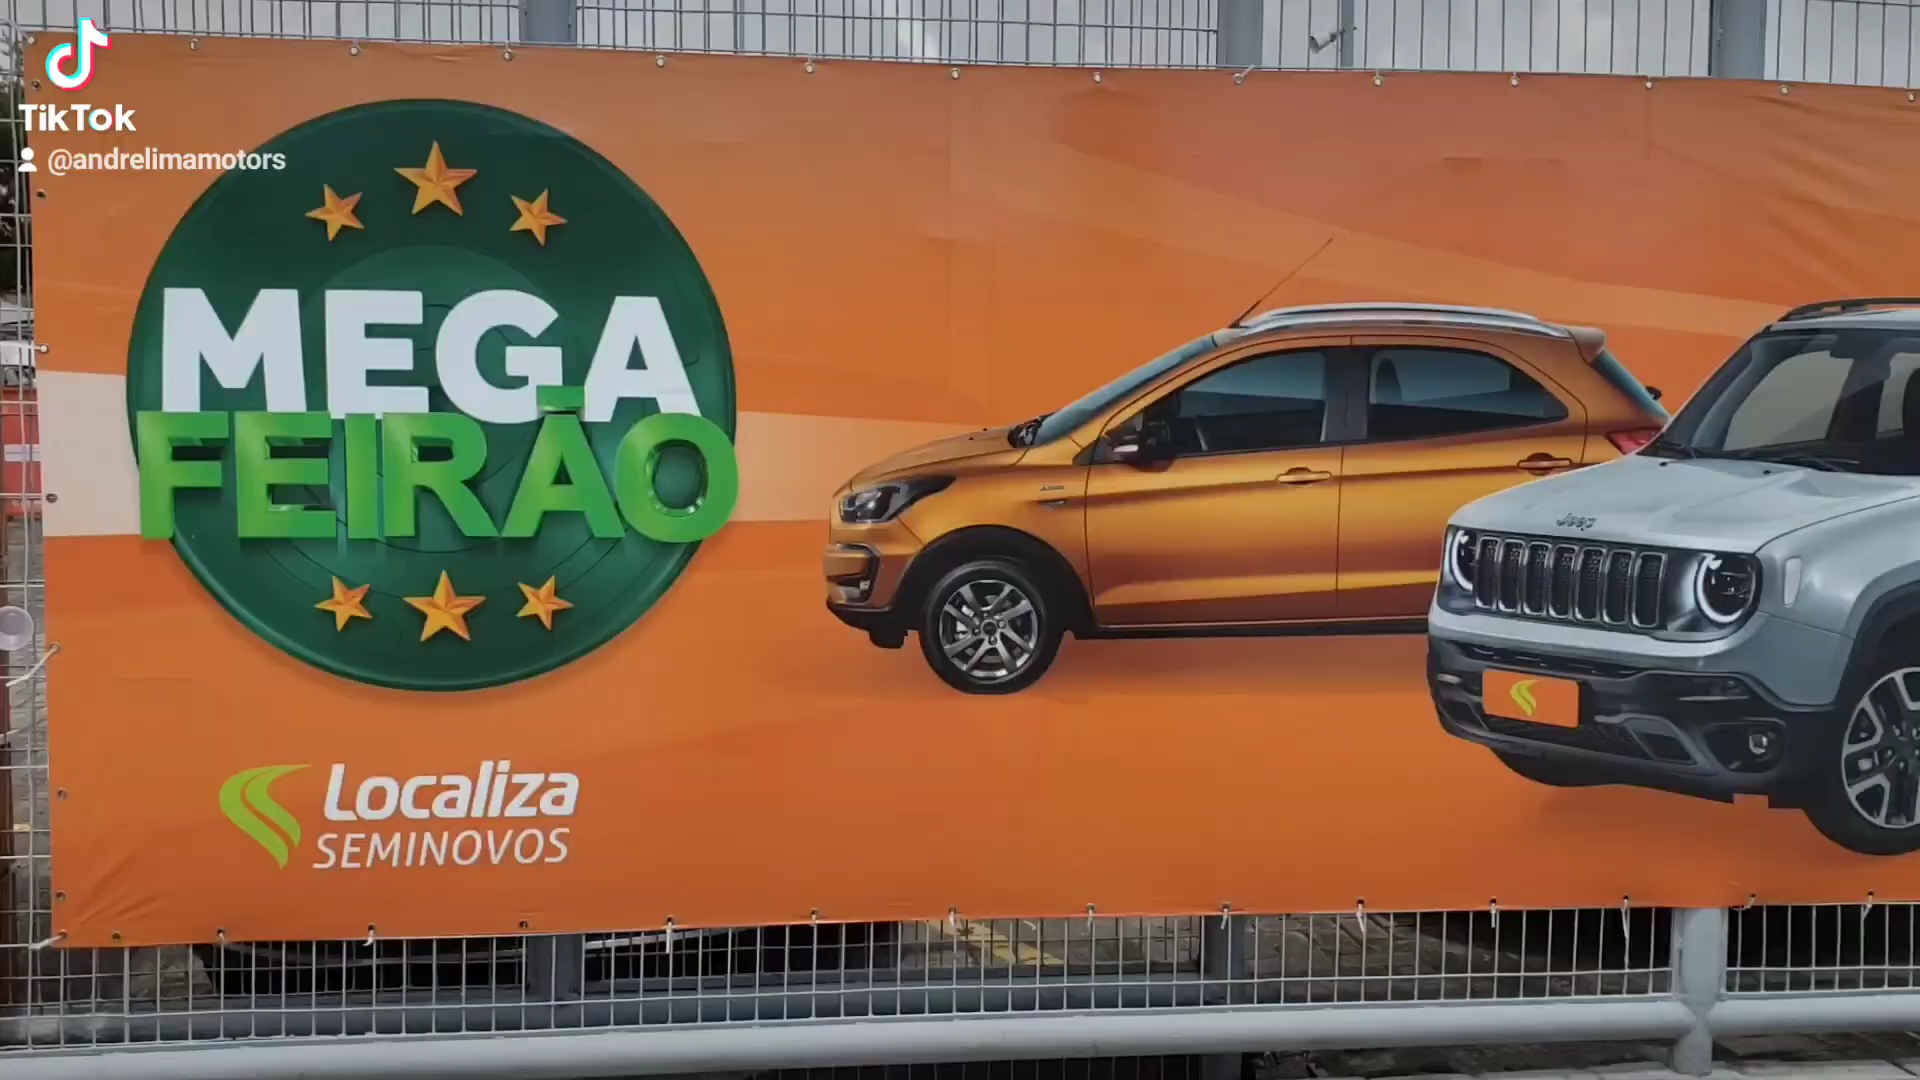 TikTok
@andrelimamotors
MEGA
FEIRÃO
Jeep
Localiza
SEMINOVOS